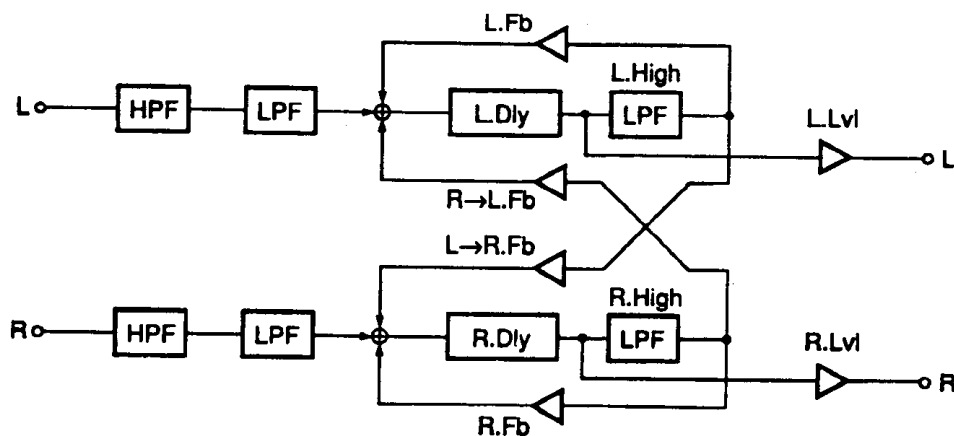 L.Fb
L.High
L HPF LPF L.Dly LPF L.Lvl L
R→L.Fb
L→R.Fb
R.High
R HPF LPF R.Dly LPF R.Lvl R
R.Fb